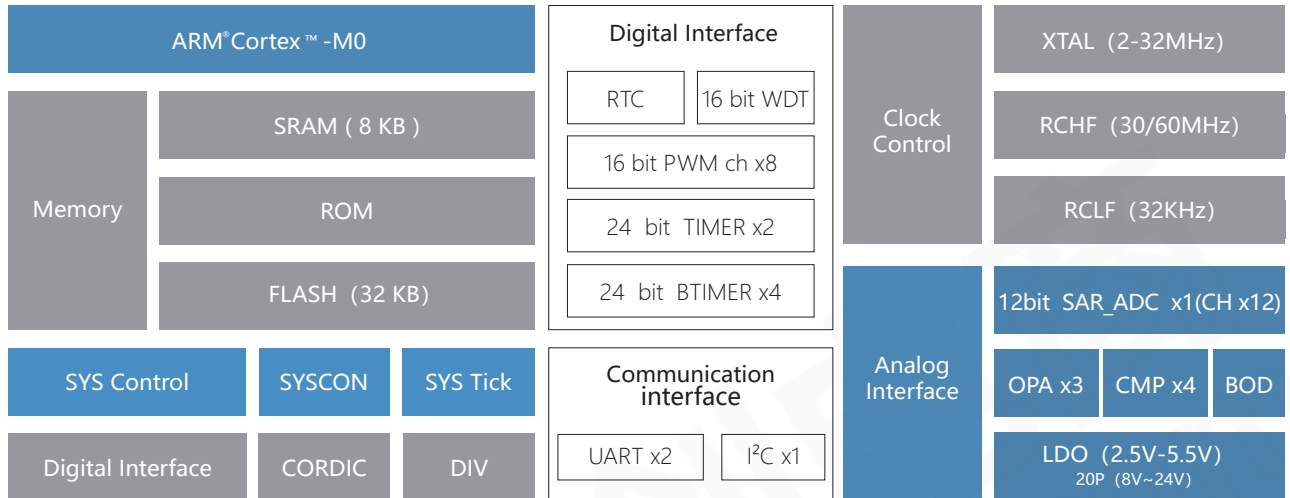 ARM®Cortex™-M0
Memory
SRAM ( 8 KB )
ROM
FLASH (32 KB)
SYS Control
SYSCON
SYS Tick
Digital Interface
CORDIC
DIV
Digital Interface
RTC
16 bit WDT
16 bit PWM ch x8
24 bit TIMER x2
24 bit BTIMER x4
Communication
interface
UART x2
I²C x1
Clock
Control
XTAL (2-32MHz)
RCHF (30/60MHz)
RCLF (32KHz)
Analog
Interface
12bit SAR_ADC x1(CH x12)
OPA x3
CMP x4
BOD
LDO (2.5V-5.5V)
20P (8V~24V)